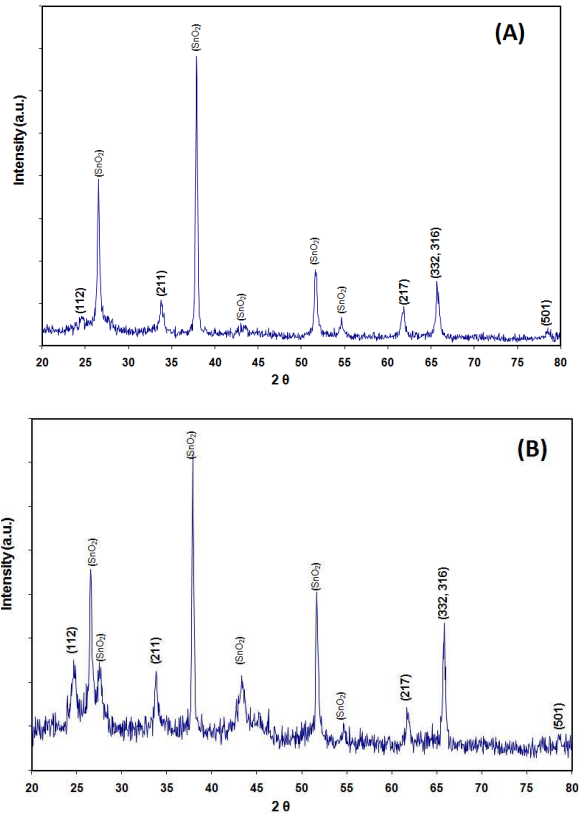 (A)
(SnO₂)
(SnO₂)
(SnO₂)
(332, 316)
(112)
(211)
(SnO₂)
(SnO₂)
(217)
(501)
Intensity (a.u.)
20 25 30 35 40 45 50 55 60 65 70 75 80
2 θ
(B)
(SnO₂)
(SnO₂)
(SnO₂)
(332, 316)
(112)
(SnO₂)
(211)
(SnO₂)
(SnO₂)
(217)
(501)
Intensity (a.u.)
20 25 30 35 40 45 50 55 60 65 70 75 80
2 θ